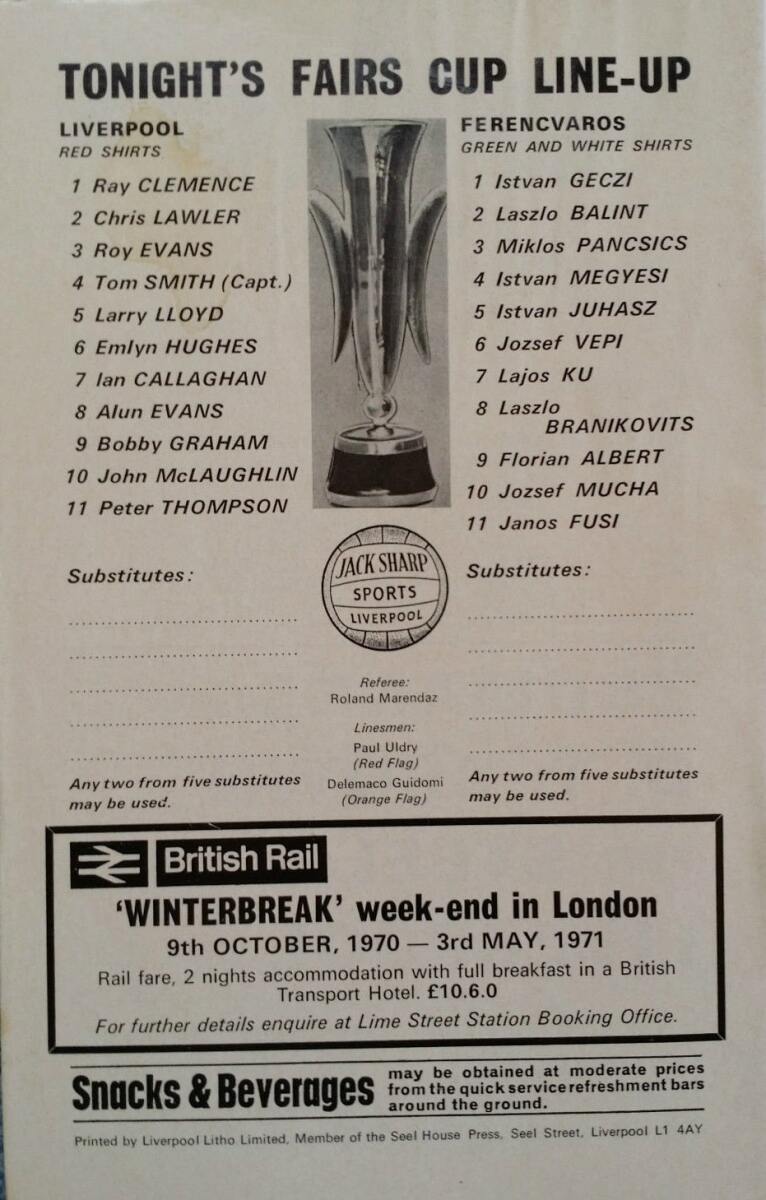 TONIGHT'S FAIRS CUP LINE-UP
LIVERPOOL
RED SHIRTS
1 Ray CLEMENCE
2 Chris LAWLER
3 Roy EVANS
4 Tom SMITH (Capt.)
5 Larry LLOYD
6 Emlyn HUGHES
7 Ian CALLAGHAN
8 Alun EVANS
9 Bobby GRAHAM
10 John McLAUGHLIN
11 Peter THOMPSON
Substitutes:
Any two from five substitutes
may be used.
FERENCVAROS
GREEN AND WHITE SHIRTS
1 Istvan GECZI
2 Laszlo BALINT
3 Miklos PANCSICS
4 Istvan MEGYESI
5 Istvan JUHASZ
6 Jozsef VEPI
7 Lajos KU
8 Laszlo
BRANIKOVITS
9 Florian ALBERT
10 Jozsef MUCHA
11 Janos FUSI
Substitutes:
Any two from five substitutes
may be used.
JACK SHARP
SPORTS
LIVERPOOL
Referee:
Roland Marendaz
Linesmen:
Paul Uldry
(Red Flag)
Delemaco Guidomi
(Orange Flag)
British Rail
'WINTERBREAK' week-end in London
9th OCTOBER, 1970 — 3rd MAY, 1971
Rail fare, 2 nights accommodation with full breakfast in a British
Transport Hotel. £10.6.0
For further details enquire at Lime Street Station Booking Office.
Snacks & Beverages
may be obtained at moderate prices
from the quick service refreshment bars
around the ground.
Printed by Liverpool Litho Limited, Member of the Seel House Press, Seel Street, Liverpool L1 4AY